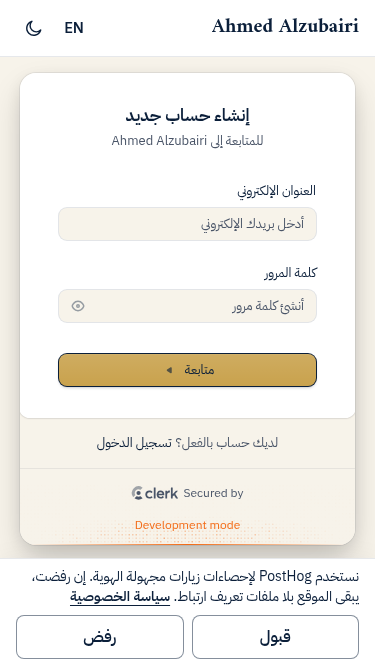 Ahmed Alzubairi
EN
إنشاء حساب جديد
للمتابعة إلى Ahmed Alzubairi
العنوان الإلكتروني
أدخل بريدك الإلكتروني
كلمة المرور
أنشئ كلمة مرور
متابعة
لديك حساب بالفعل؟ تسجيل الدخول
Secured by clerk
Development mode
نستخدم PostHog لإحصاءات زيارات مجهولة الهوية. إن رفضت،
يبقى الموقع بلا ملفات تعريف ارتباط. سياسة الخصوصية
قبول
رفض